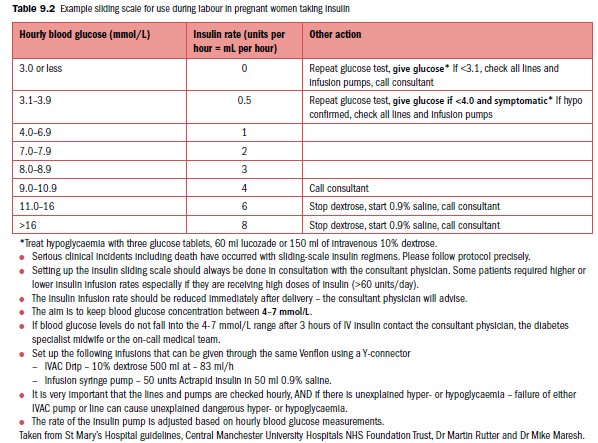 Table 9.2 Example sliding scale for use during labour in pregnant women taking insulin
Hourly blood glucose (mmol/L) Insulin rate (units per hour = mL per hour) Other action
3.0 or less 0 Repeat glucose test, give glucose* If <3.1, check all lines and
infusion pumps, call consultant
3.1–3.9 0.5 Repeat glucose test, give glucose if <4.0 and symptomatic* If hypo
confirmed, check all lines and infusion pumps
4.0–6.9 1
7.0–7.9 2
8.0–8.9 3
9.0–10.9 4 Call consultant
11.0–16 6 Stop dextrose, start 0.9% saline, call consultant
>16 8 Stop dextrose, start 0.9% saline, call consultant
*Treat hypoglycaemia with three glucose tablets, 60 ml lucozade or 150 ml of intravenous 10% dextrose.
● Serious clinical incidents including death have occurred with sliding-scale insulin regimens. Please follow protocol precisely.
● Setting up the insulin sliding scale should always be done in consultation with the consultant physician. Some patients required higher or
lower insulin infusion rates especially if they are receiving high doses of insulin (>60 units/day).
● The insulin infusion rate should be reduced immediately after delivery – the consultant physician will advise.
● The aim is to keep blood glucose concentration between 4–7 mmol/L.
● If blood glucose levels do not fall into the 4-7 mmol/L range after 3 hours of IV insulin contact the consultant physician, the diabetes
specialist midwife or the on-call medical team.
● Set up the following infusions that can be given through the same Venflon using a Y-connector
– IVAC Drip – 10% dextrose 500 ml at – 83 ml/h
– Infusion syringe pump – 50 units Actrapid insulin in 50 ml 0.9% saline.
● It is very important that the lines and pumps are checked hourly, AND if there is unexplained hyper- or hypoglycaemia – failure of either
IVAC pump or line can cause unexplained dangerous hyper- or hypoglycaemia.
● The rate of the insulin pump is adjusted based on hourly blood glucose measurements.
Taken from St Mary's Hospital guidelines, Central Manchester University Hospitals NHS Foundation Trust, Dr Martin Rutter and Dr Mike Maresh.